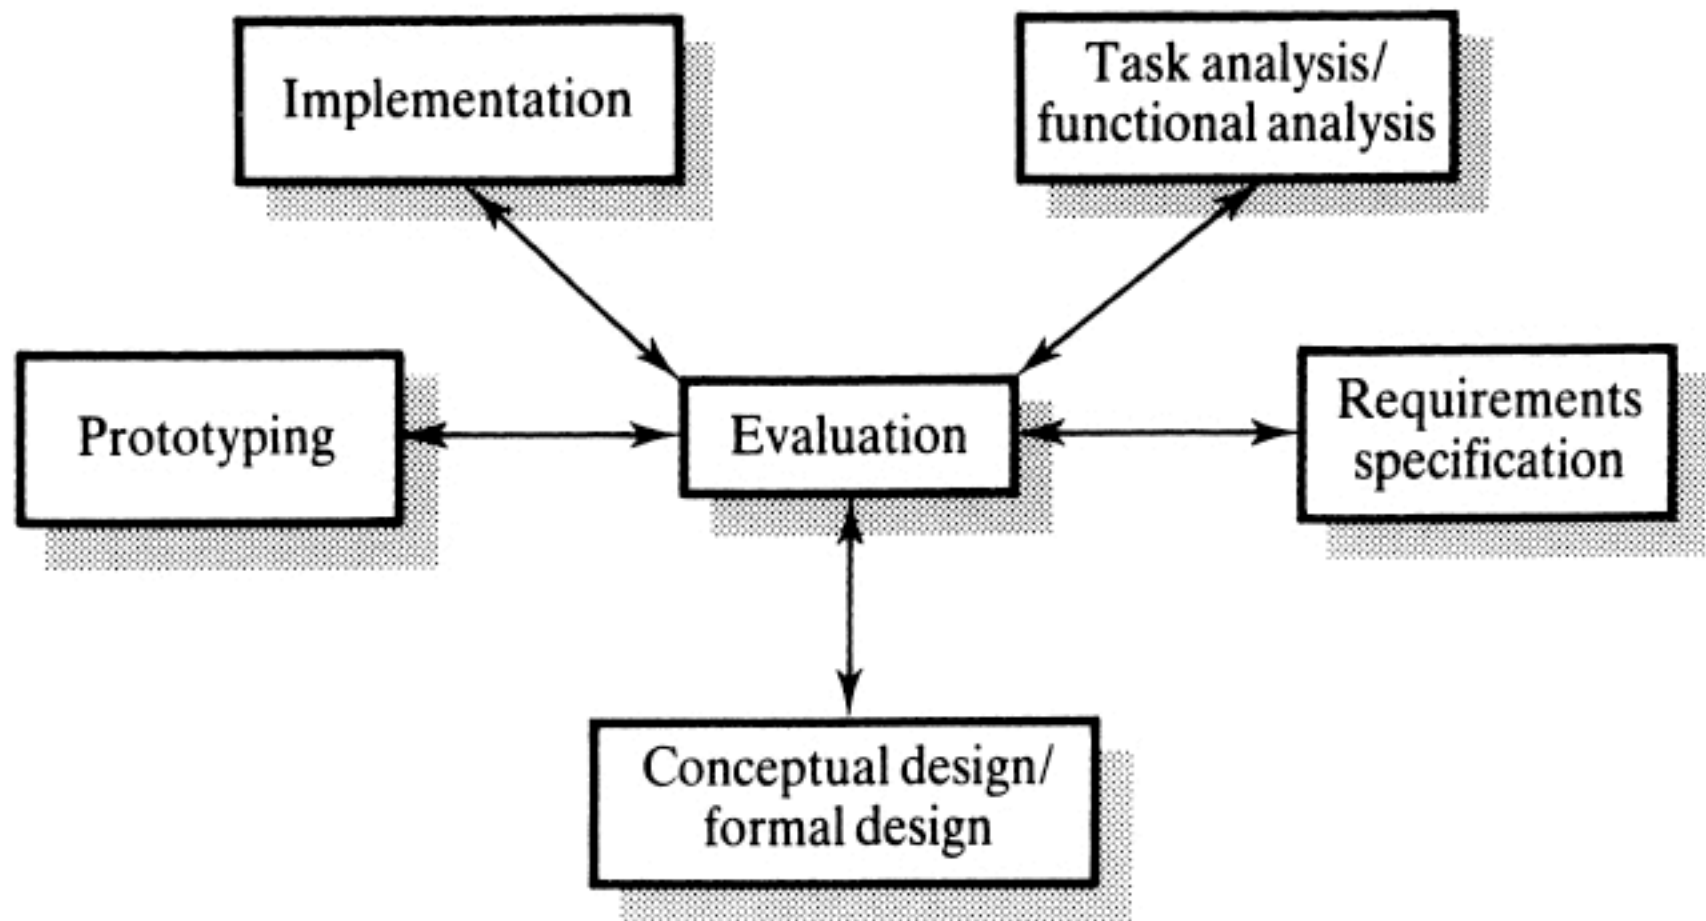 Implementation
Task analysis/
functional analysis
Prototyping
Evaluation
Requirements
specification
Conceptual design/
formal design